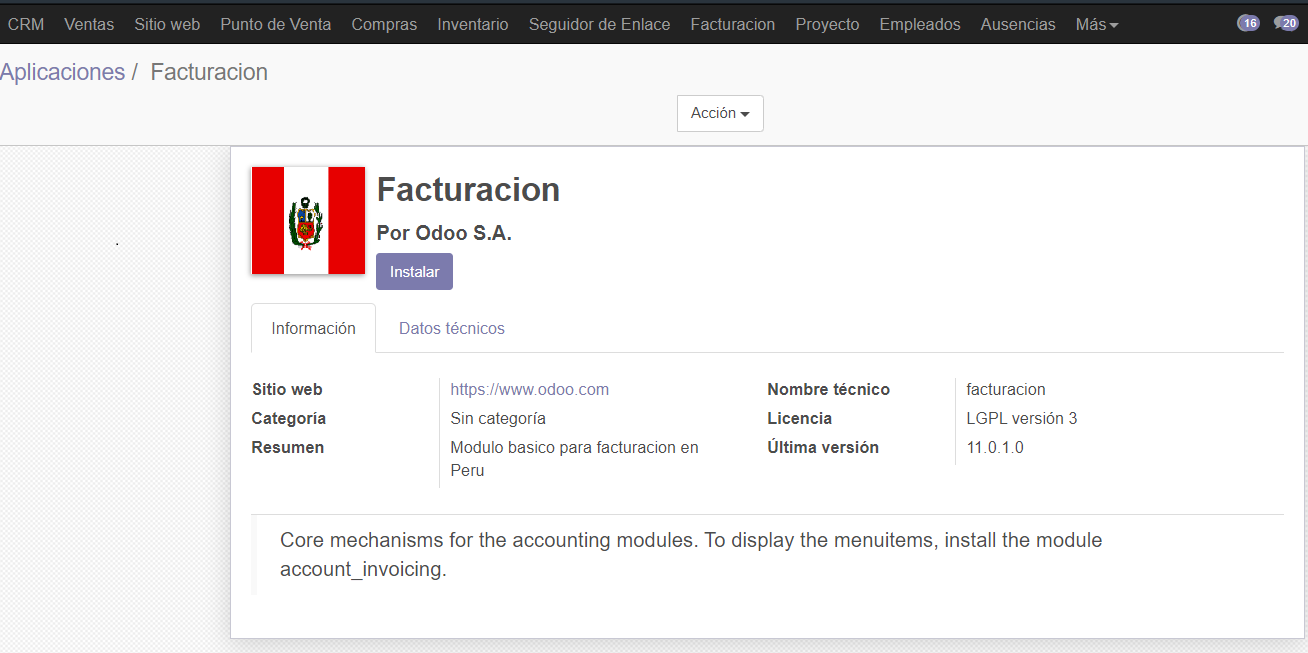 CRM Ventas Sitio web Punto de Venta Compras Inventario Seguidor de Enlace Facturacion Proyecto Empleados Ausencias Más 16 20
Aplicaciones / Facturacion
Acción
Facturacion
Por Odoo S.A.
Instalar
Información Datos técnicos
Sitio web https://www.odoo.com Nombre técnico facturacion
Categoría Sin categoría Licencia LGPL versión 3
Resumen Modulo basico para facturacion en Última versión 11.0.1.0
Peru
Core mechanisms for the accounting modules. To display the menuitems, install the module
account_invoicing.